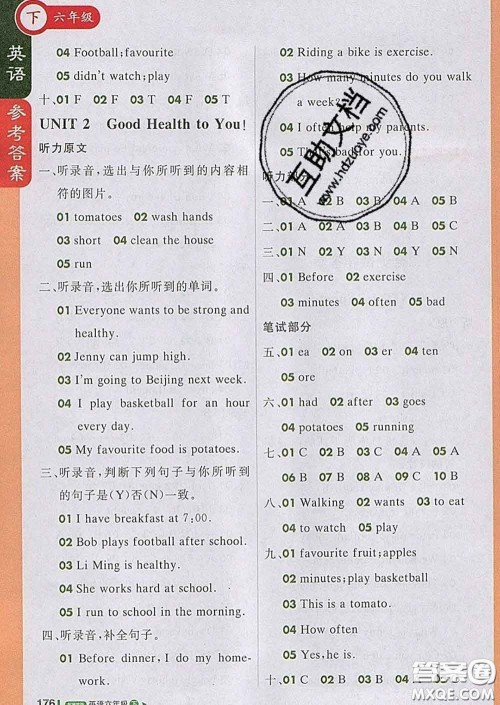 下 六年级
英语
参考答案
04 Football;favourite
05 didn't watch;play
十、01 F 02 F 03 F 04 F 05 T
UNIT 2 Good Health to You!
听力原文
一、听录音,选出与你所听到的内容相
符的图片。
01 tomatoes 02 wash hands
03 short 04 clean the house
05 run
二、听录音,选出你所听到的单词。
01 Everyone wants to be strong and
healthy.
02 Jenny can jump high.
03 I'm going to Beijing next week.
04 I play basketball for an hour
every day.
05 My favourite food is potatoes.
三、听录音,判断下列句子与你所听到
的句子是(Y)否(N)一致。
01 I have breakfast at 7:00.
02 Bob plays football after school.
03 Li Ming is healthy.
04 She works hard at school.
05 I run to school in the morning.
四、听录音,补全句子。
01 Before dinner, I do my home-
work.
176 英语六年级 下
02 Riding a bike is exercise.
03 How many minutes do you walk
a week?
04 I often help my parents.
05 That's bad for you.
听力部分
一、01 A 02 B 03 B 04 A 05 B
二、01 A 02 A 03 B 04 A 05 A
三、01 N 02 Y 03 N 04 Y 05 N
四、01 Before 02 exercise
03 minutes 04 often 05 bad
笔试部分
五、01 ea 02 on 03 er 04 ten
05 ore
六、01 had 02 after 03 goes
04 potatoes 05 running
七、01 C 02 B 03 C 04 A 05 A
06 B 07 B 08 C 09 A 10 B
八、01 Walking 02 wants 03 to eat
04 to watch 05 play
九、01 favourite fruit;apples
02 minutes;play basketball
03 This is a tomato.
04 How often
05 Yes, he is.
十、01 C 02 B
互助文档
www.hdzlove.com
答案圈
MXQE.COM